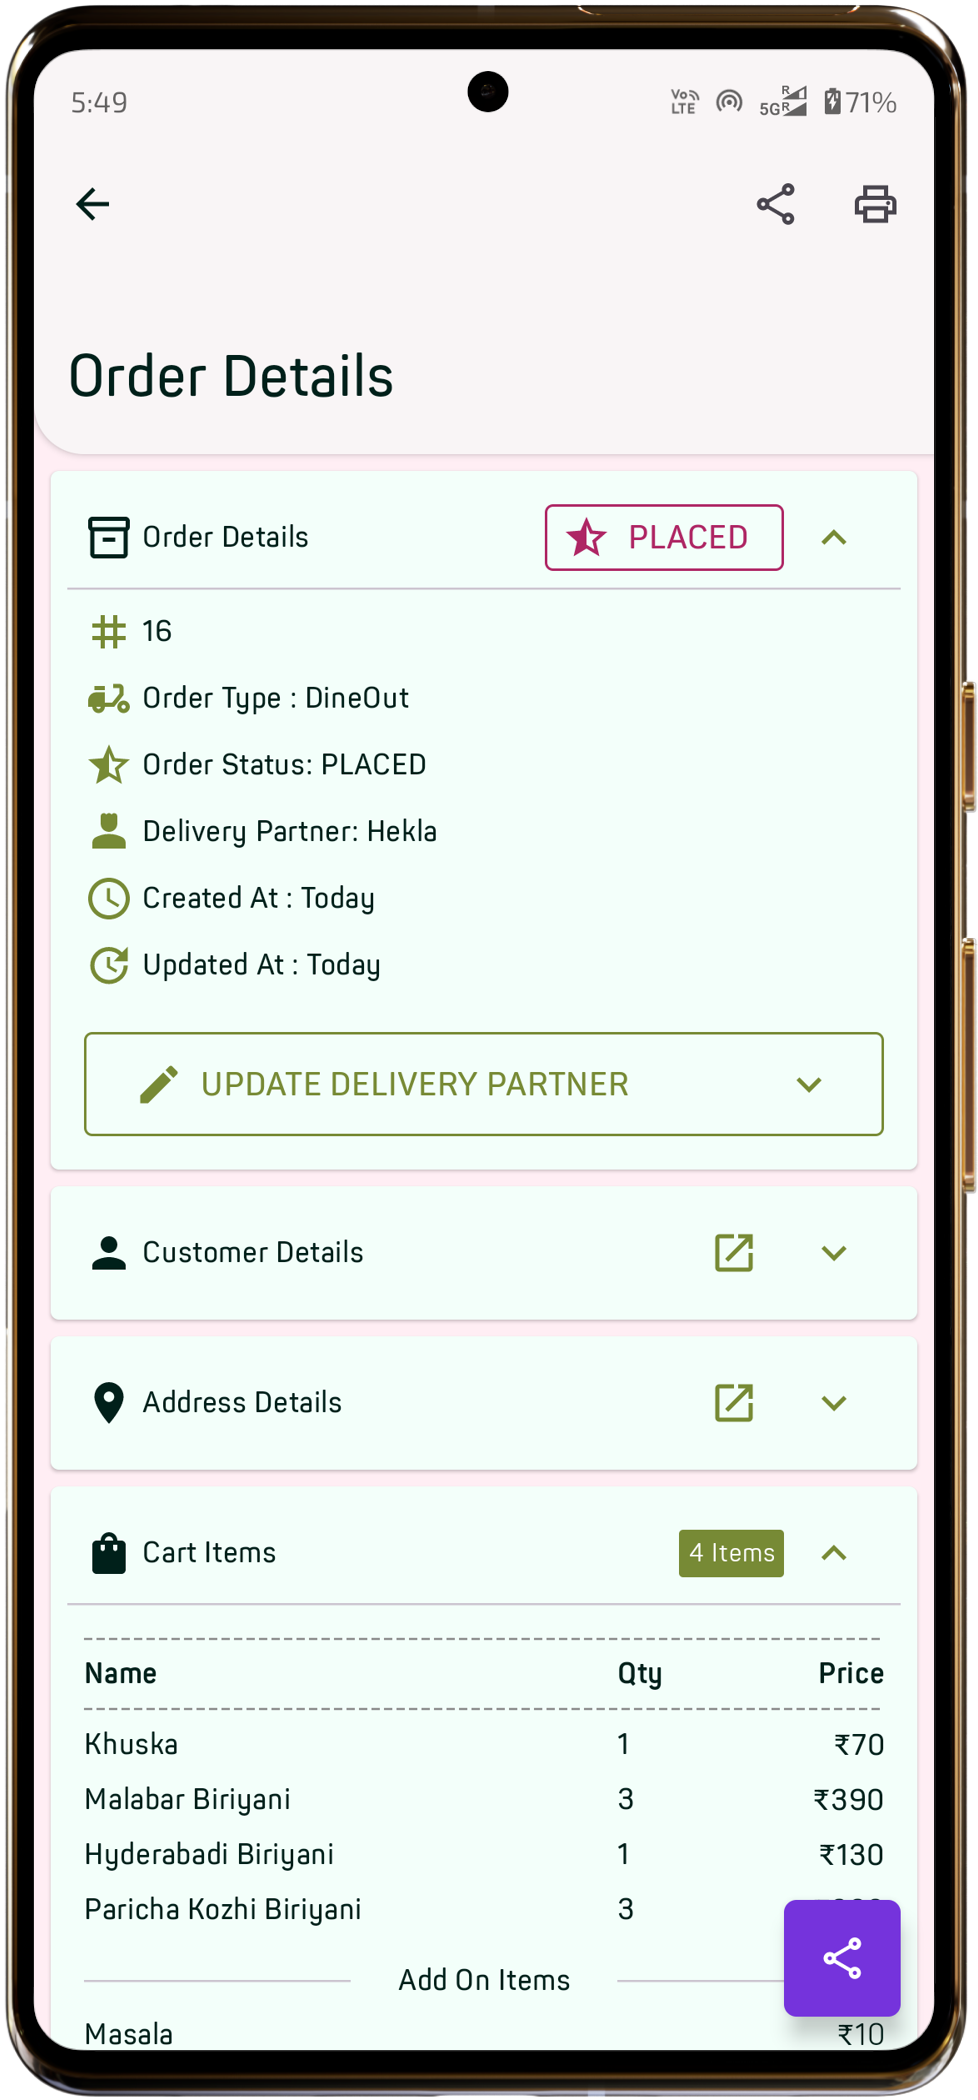 5:49 Vo LTE 5G R R 71%
Order Details
Order Details PLACED
16
Order Type : DineOut
Order Status: PLACED
Delivery Partner: Hekla
Created At : Today
Updated At : Today
UPDATE DELIVERY PARTNER
Customer Details
Address Details
Cart Items 4 Items
Name Qty Price
Khuska 1 ₹70
Malabar Biriyani 3 ₹390
Hyderabadi Biriyani 1 ₹130
Paricha Kozhi Biriyani 3
Add On Items
Masala ₹10